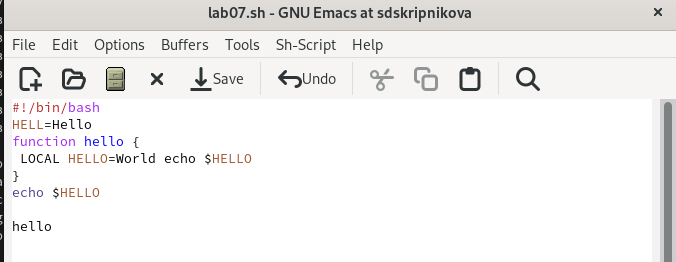 lab07.sh - GNU Emacs at sdskripnikova
File Edit Options Buffers Tools Sh-Script Help
Save Undo
#!/bin/bash
HELL=Hello
function hello {
 LOCAL HELLO=World echo $HELLO
}
echo $HELLO

hello